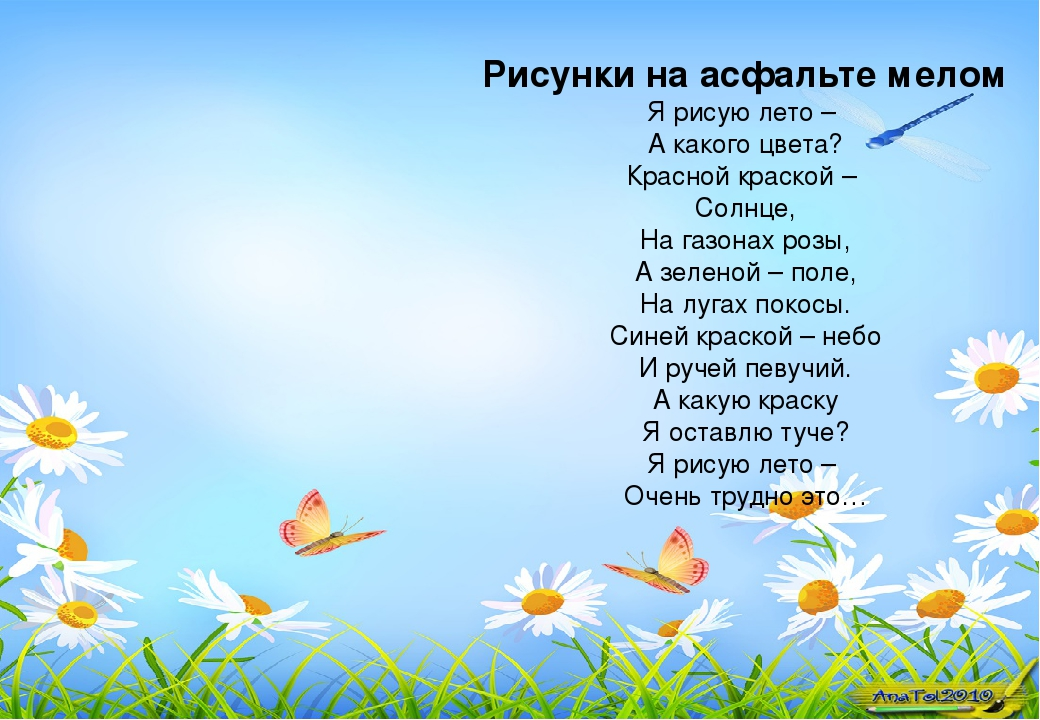 Рисунки на асфальте мелом
Я рисую лето –
А какого цвета?
Красной краской –
Солнце,
На газонах розы,
А зеленой – поле,
На лугах покосы.
Синей краской – небо
И ручей певучий.
А какую краску
Я оставлю туче?
Я рисую лето –
Очень трудно это…
AnaTol2010